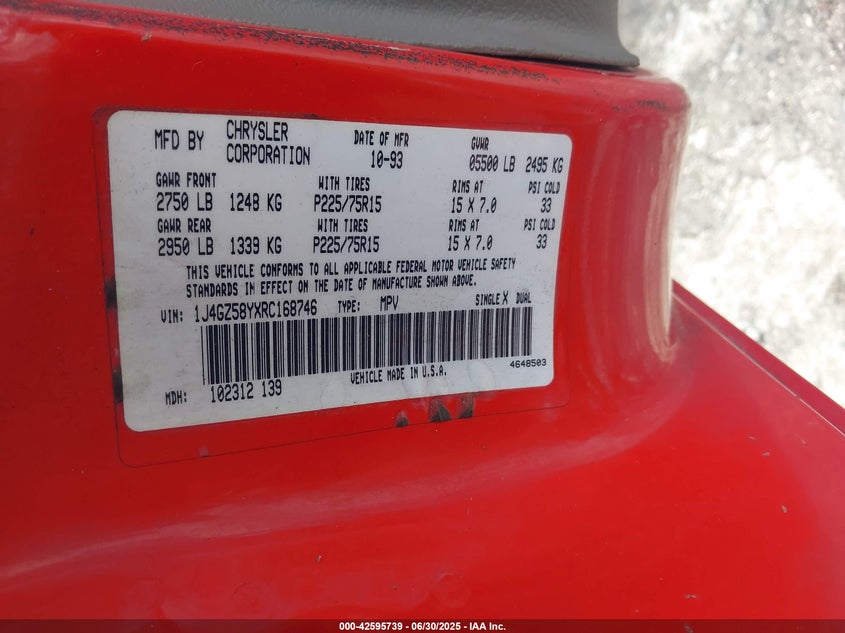 MFD BY CHRYSLER CORPORATION DATE OF MFR 10-93 GVWR 05500 LB 2495 KG
GAWR FRONT WITH TIRES RIMS AT PSI COLD
2750 LB 1248 KG P225/75R15 15 X 7.0 33
GAWR REAR WITH TIRES RIMS AT PSI COLD
2950 LB 1339 KG P225/75R15 15 X 7.0 33
THIS VEHICLE CONFORMS TO ALL APPLICABLE FEDERAL MOTOR VEHICLE SAFETY
STANDARDS IN EFFECT ON THE DATE OF MANUFACTURE SHOWN ABOVE.
VIN: 1J4GZ58YXRC168746 TYPE: MPV SINGLE X DUAL
4648503
MDH: 102312 139 VEHICLE MADE IN U.S.A.
000-42595739 - 06/30/2025 - IAA Inc.